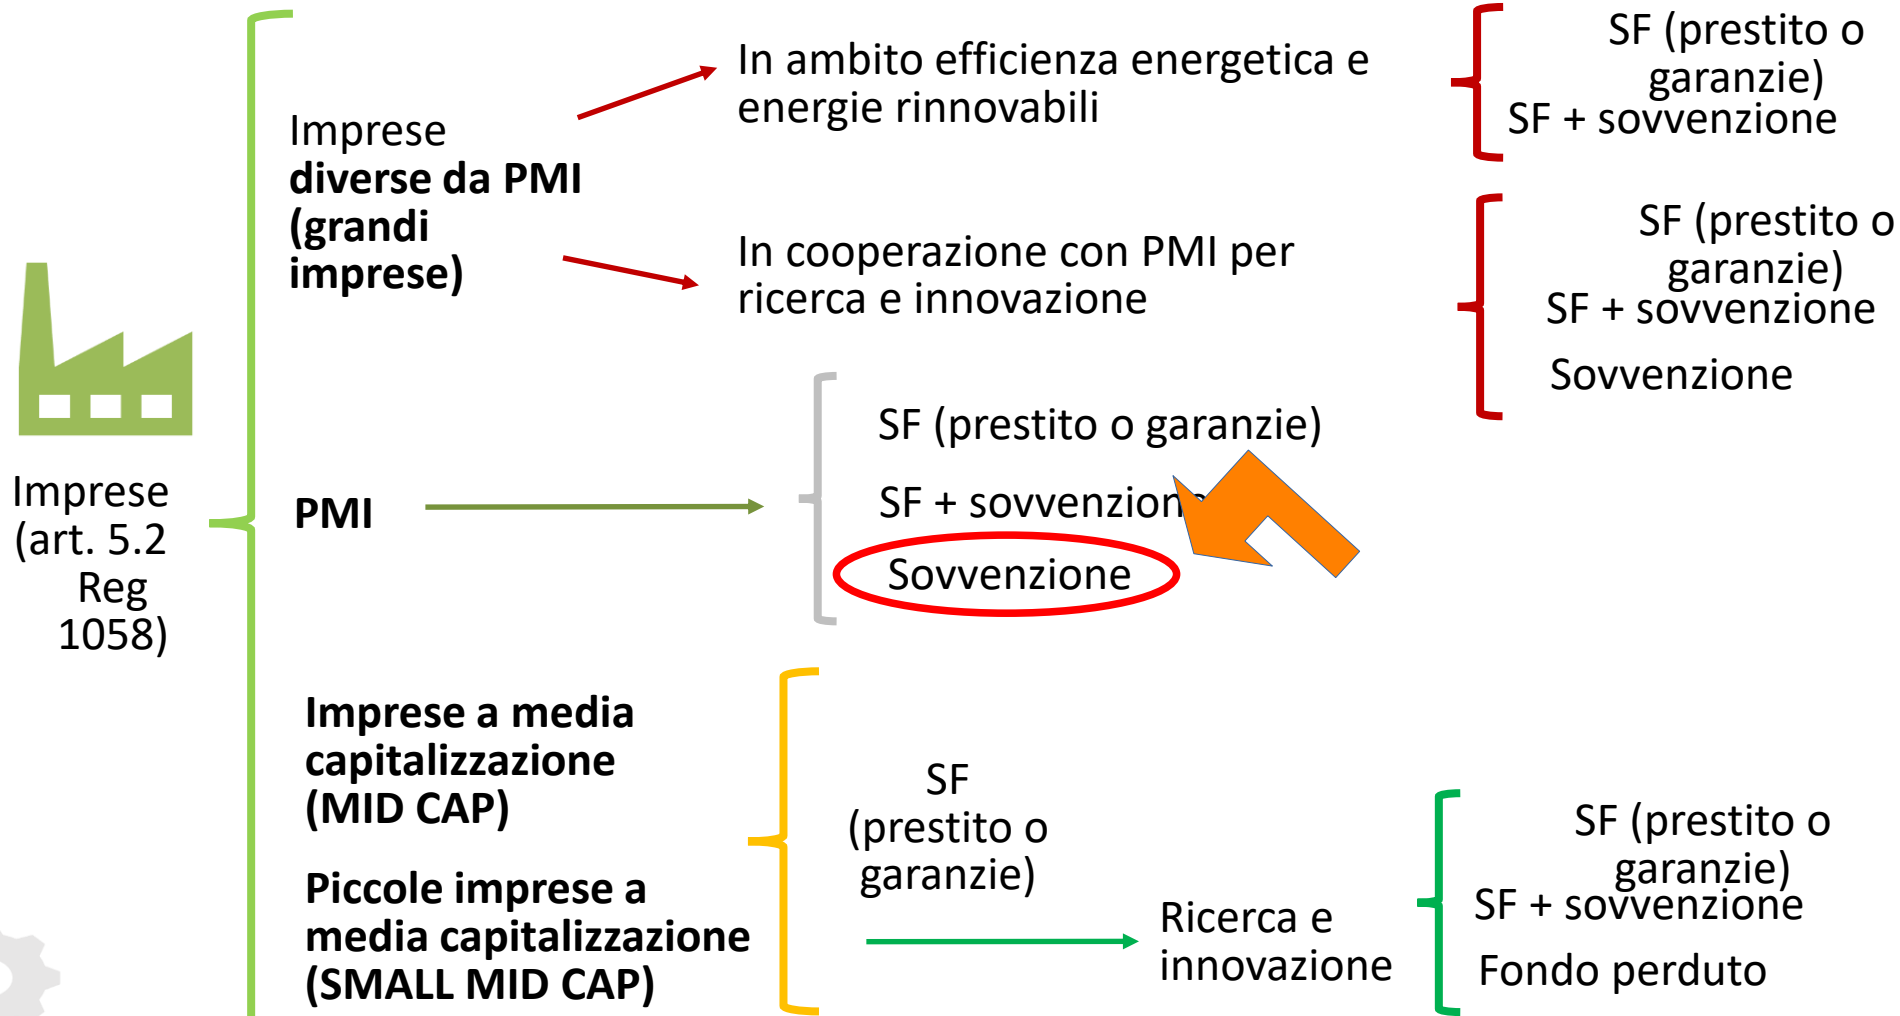 Imprese
(art. 5.2
Reg
1058)
Imprese
diverse da PMI
(grandi
imprese)
In ambito efficienza energetica e
energie rinnovabili
SF (prestito o
garanzie)
SF + sovvenzione
In cooperazione con PMI per
ricerca e innovazione
SF (prestito o
garanzie)
SF + sovvenzione
Sovvenzione
PMI
SF (prestito o garanzie)
SF + sovvenzione
Sovvenzione
Imprese a media
capitalizzazione
(MID CAP)
Piccole imprese a
media capitalizzazione
(SMALL MID CAP)
SF
(prestito o
garanzie)
Ricerca e
innovazione
SF (prestito o
garanzie)
SF + sovvenzione
Fondo perduto